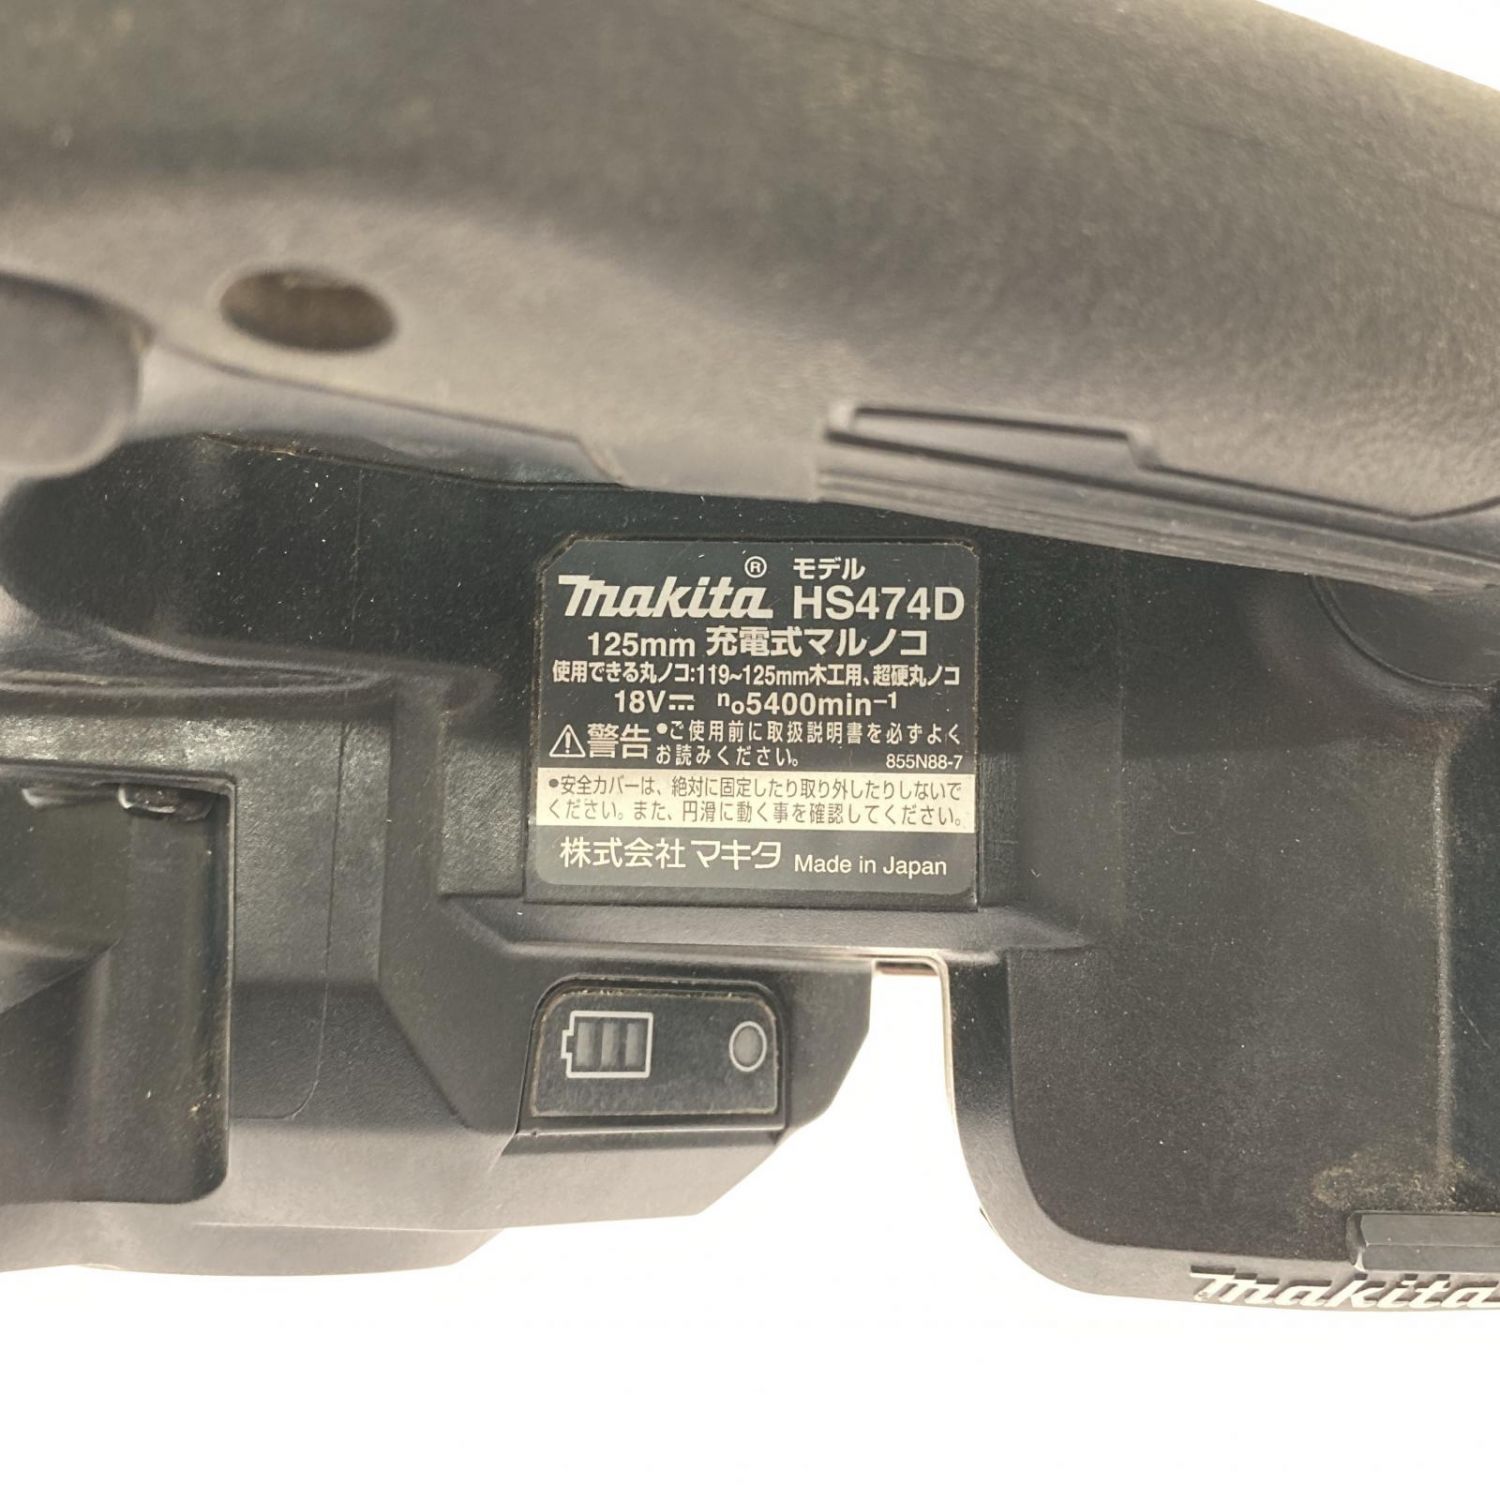 makita® モデル HS474D
125mm 充電式マルノコ
使用できる丸ノコ:119~125mm木工用、超硬丸ノコ
18V⎓ n₀5400min⁻¹
⚠警告 •ご使用前に取扱説明書を必ずよく
お読みください。 855N88-7
•安全カバーは、絶対に固定したり取り外したりしないで
ください。また、円滑に動く事を確認してください。
株式会社マキタ Made in Japan
makita